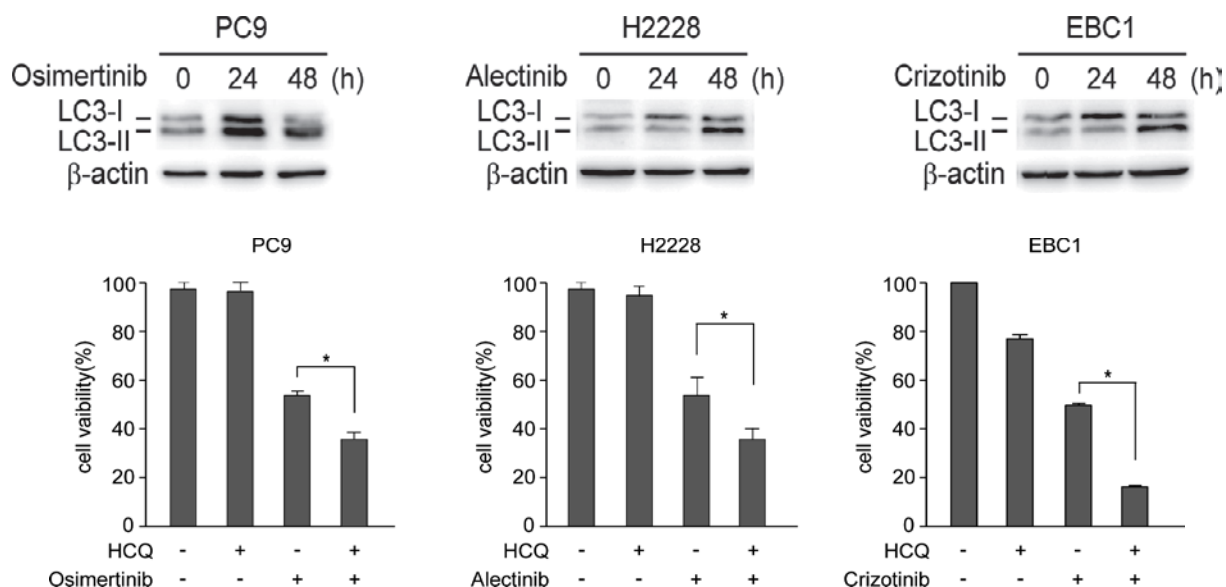 PC9
H2228
EBC1
Osimertinib 0 24 48 (h)
Alectinib 0 24 48 (h)
Crizotinib 0 24 48 (h)
LC3-I
LC3-II
β-actin
LC3-I
LC3-II
β-actin
LC3-I
LC3-II
β-actin
PC9
cell vaibility(%)
100
80
60
40
20
0
*
HCQ - + - +
Osimertinib - - + +
H2228
cell vaibility(%)
100
80
60
40
20
0
*
HCQ - + - +
Alectinib - - + +
EBC1
cell vaibility(%)
100
80
60
40
20
0
*
HCQ - + - +
Crizotinib - - + +